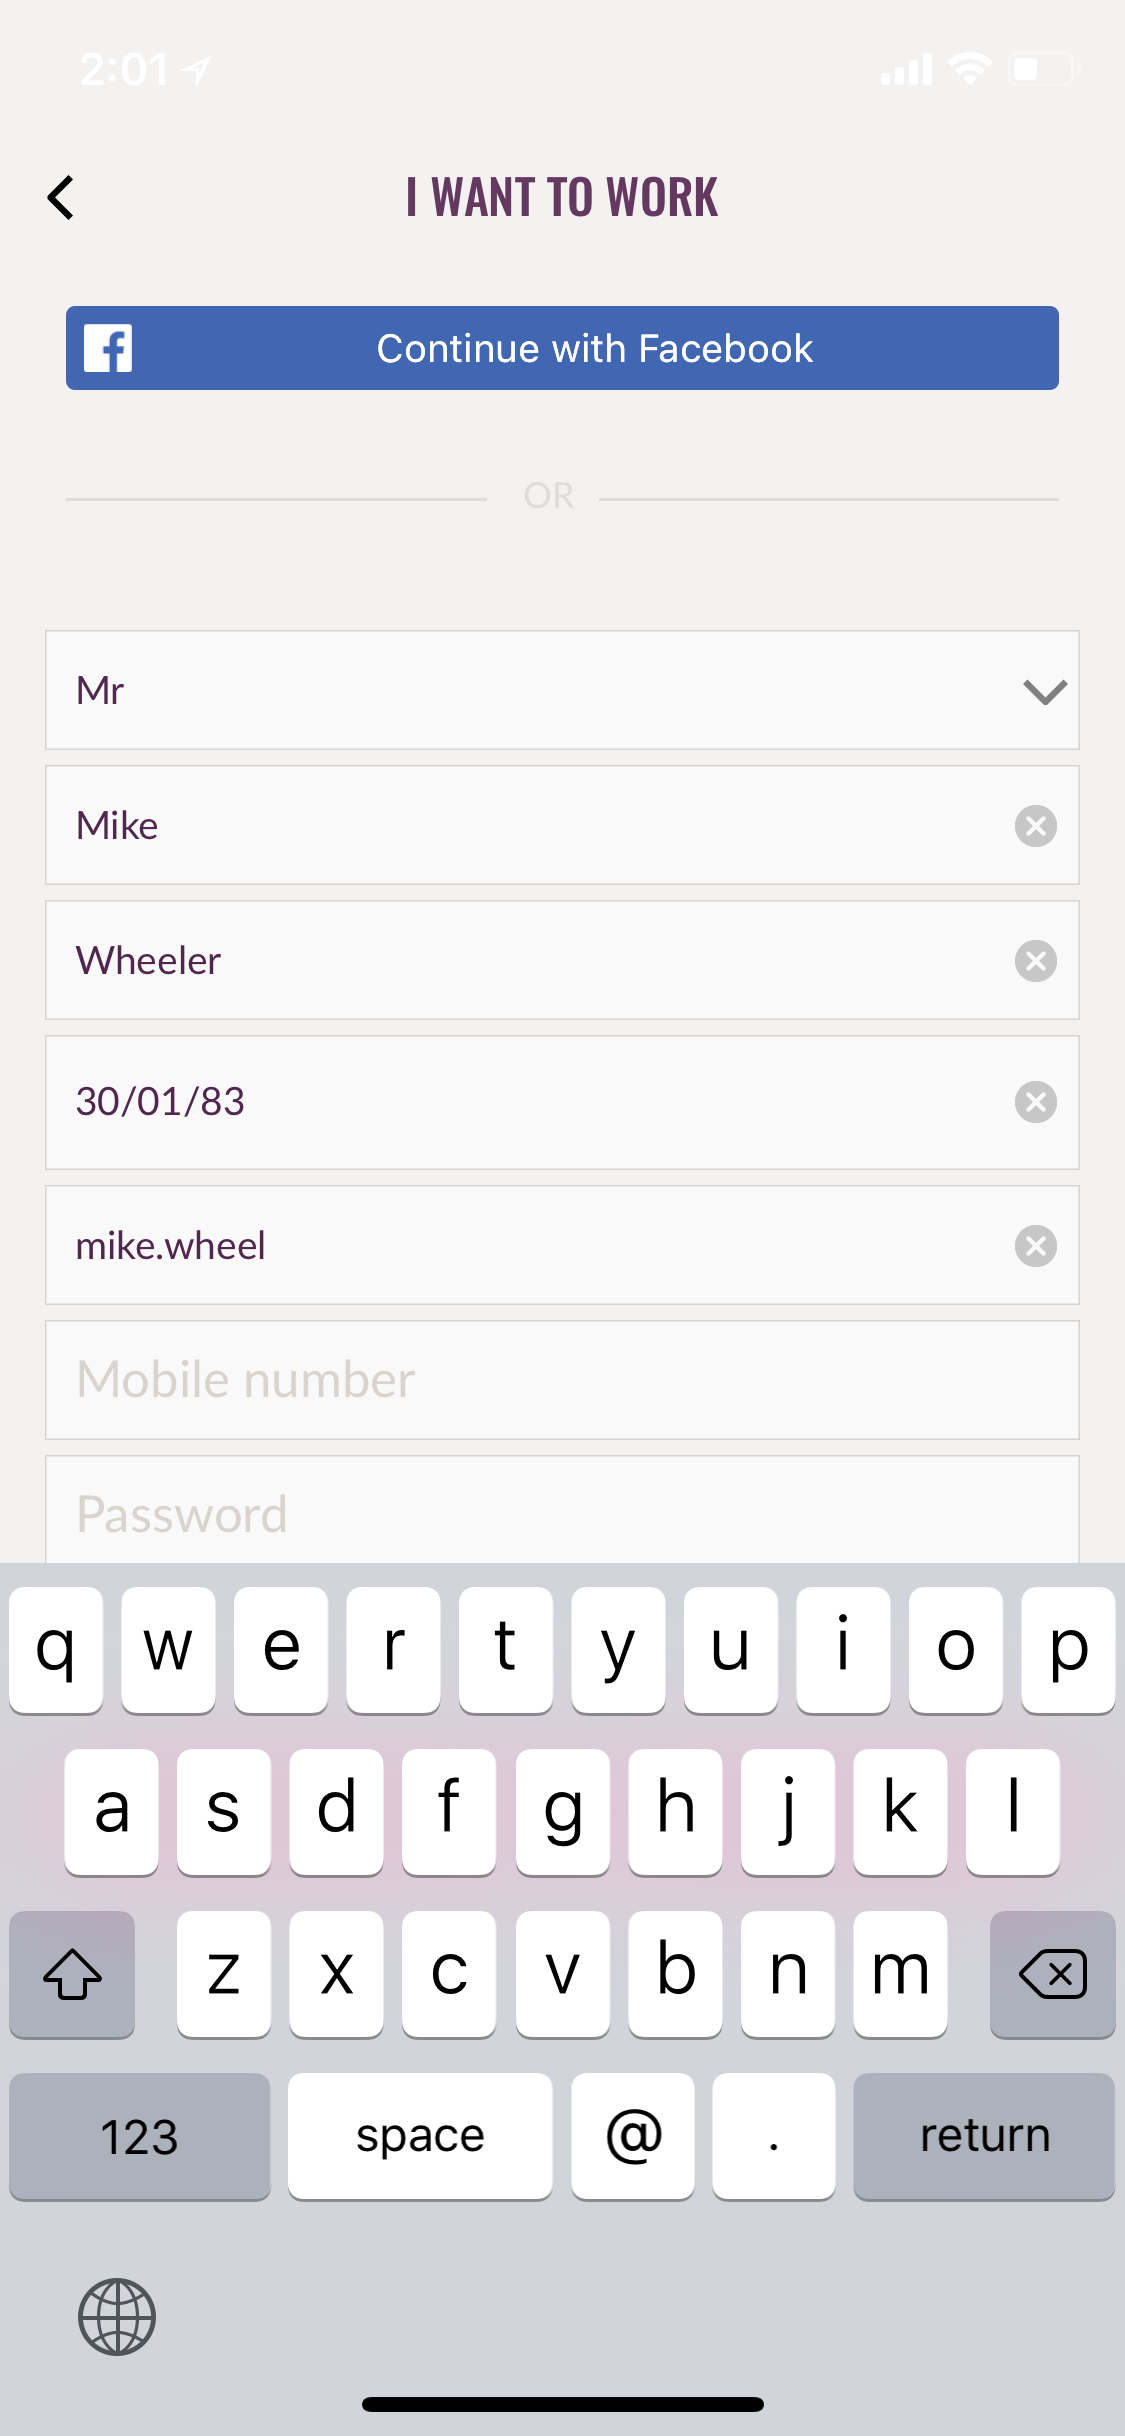 2:01
I WANT TO WORK
Continue with Facebook
OR
Mr
Mike
Wheeler
30/01/83
mike.wheel
Mobile number
Password
q w e r t y u i o p
a s d f g h j k l
z x c v b n m
123 space @ . return